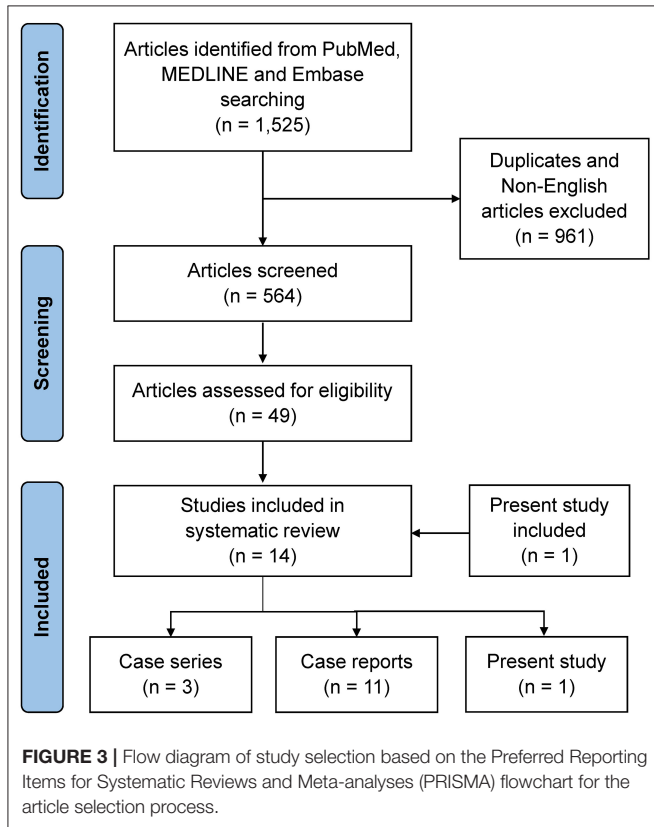 Identification
Articles identified from PubMed,
MEDLINE and Embase
searching
(n = 1,525)
Duplicates and
Non-English
articles excluded
(n = 961)
Screening
Articles screened
(n = 564)
Articles assessed for eligibility
(n = 49)
Included
Studies included in
systematic review
(n = 14)
Present study
included
(n = 1)
Case series
(n = 3)
Case reports
(n = 11)
Present study
(n = 1)
FIGURE 3 | Flow diagram of study selection based on the Preferred Reporting
Items for Systematic Reviews and Meta-analyses (PRISMA) flowchart for the
article selection process.